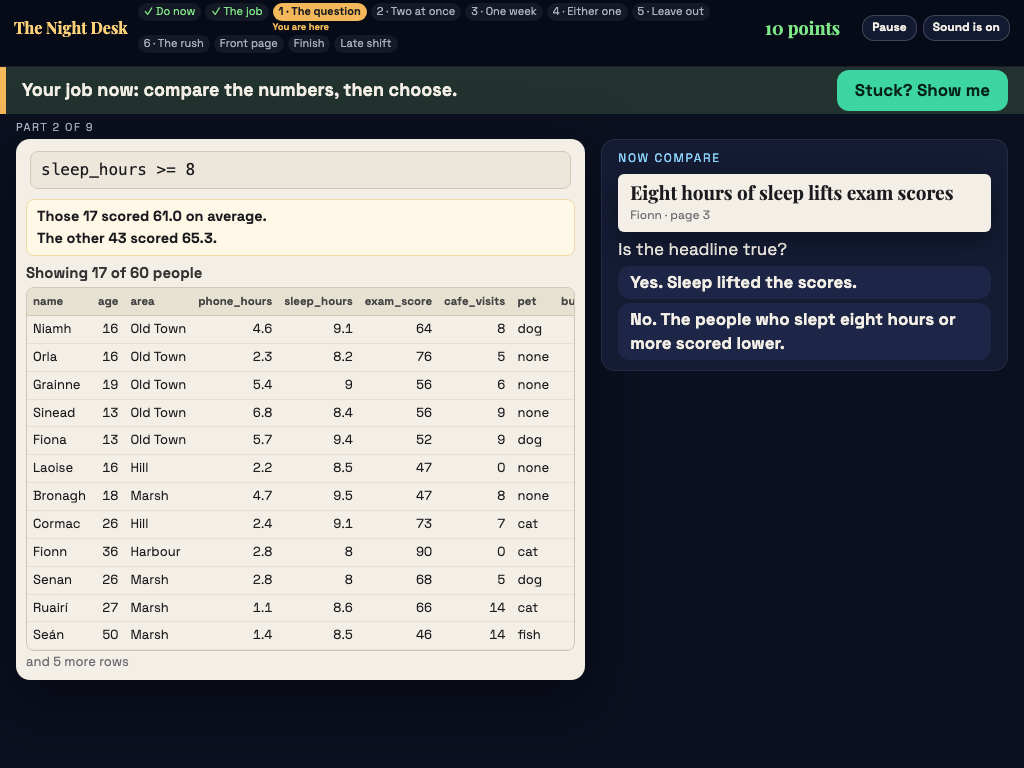 The Night Desk
✓ Do now
✓ The job
1 · The question
2 · Two at once
3 · One week
4 · Either one
5 · Leave out
You are here
6 · The rush
Front page
Finish
Late shift
10 points
Pause
Sound is on
Your job now: compare the numbers, then choose.
Stuck? Show me
PART 2 OF 9
sleep_hours >= 8
Those 17 scored 61.0 on average.
The other 43 scored 65.3.
Showing 17 of 60 people
name age area phone_hours sleep_hours exam_score cafe_visits pet bu
Niamh 16 Old Town 4.6 9.1 64 8 dog
Orla 16 Old Town 2.3 8.2 76 5 none
Grainne 19 Old Town 5.4 9 56 6 none
Sinead 13 Old Town 6.8 8.4 56 9 none
Fiona 13 Old Town 5.7 9.4 52 9 dog
Laoise 16 Hill 2.2 8.5 47 0 none
Bronagh 18 Marsh 4.7 9.5 47 8 none
Cormac 26 Hill 2.4 9.1 73 7 cat
Fionn 36 Harbour 2.8 8 90 0 cat
Senan 26 Marsh 2.8 8 68 5 dog
Ruairí 27 Marsh 1.1 8.6 66 14 cat
Seán 50 Marsh 1.4 8.5 46 14 fish
and 5 more rows
NOW COMPARE
Eight hours of sleep lifts exam scores
Fionn · page 3
Is the headline true?
Yes. Sleep lifted the scores.
No. The people who slept eight hours or
more scored lower.